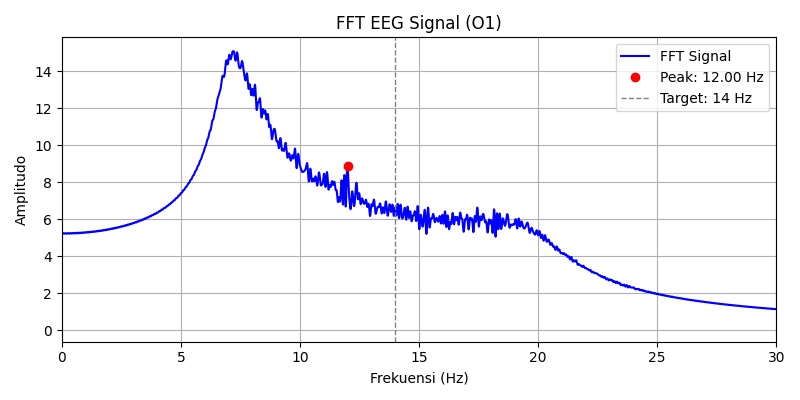 FFT EEG Signal (O1)
FFT Signal
Peak: 12.00 Hz
Target: 14 Hz
Amplitudo
14
12
10
8
6
4
2
0
0 5 10 15 20 25 30
Frekuensi (Hz)